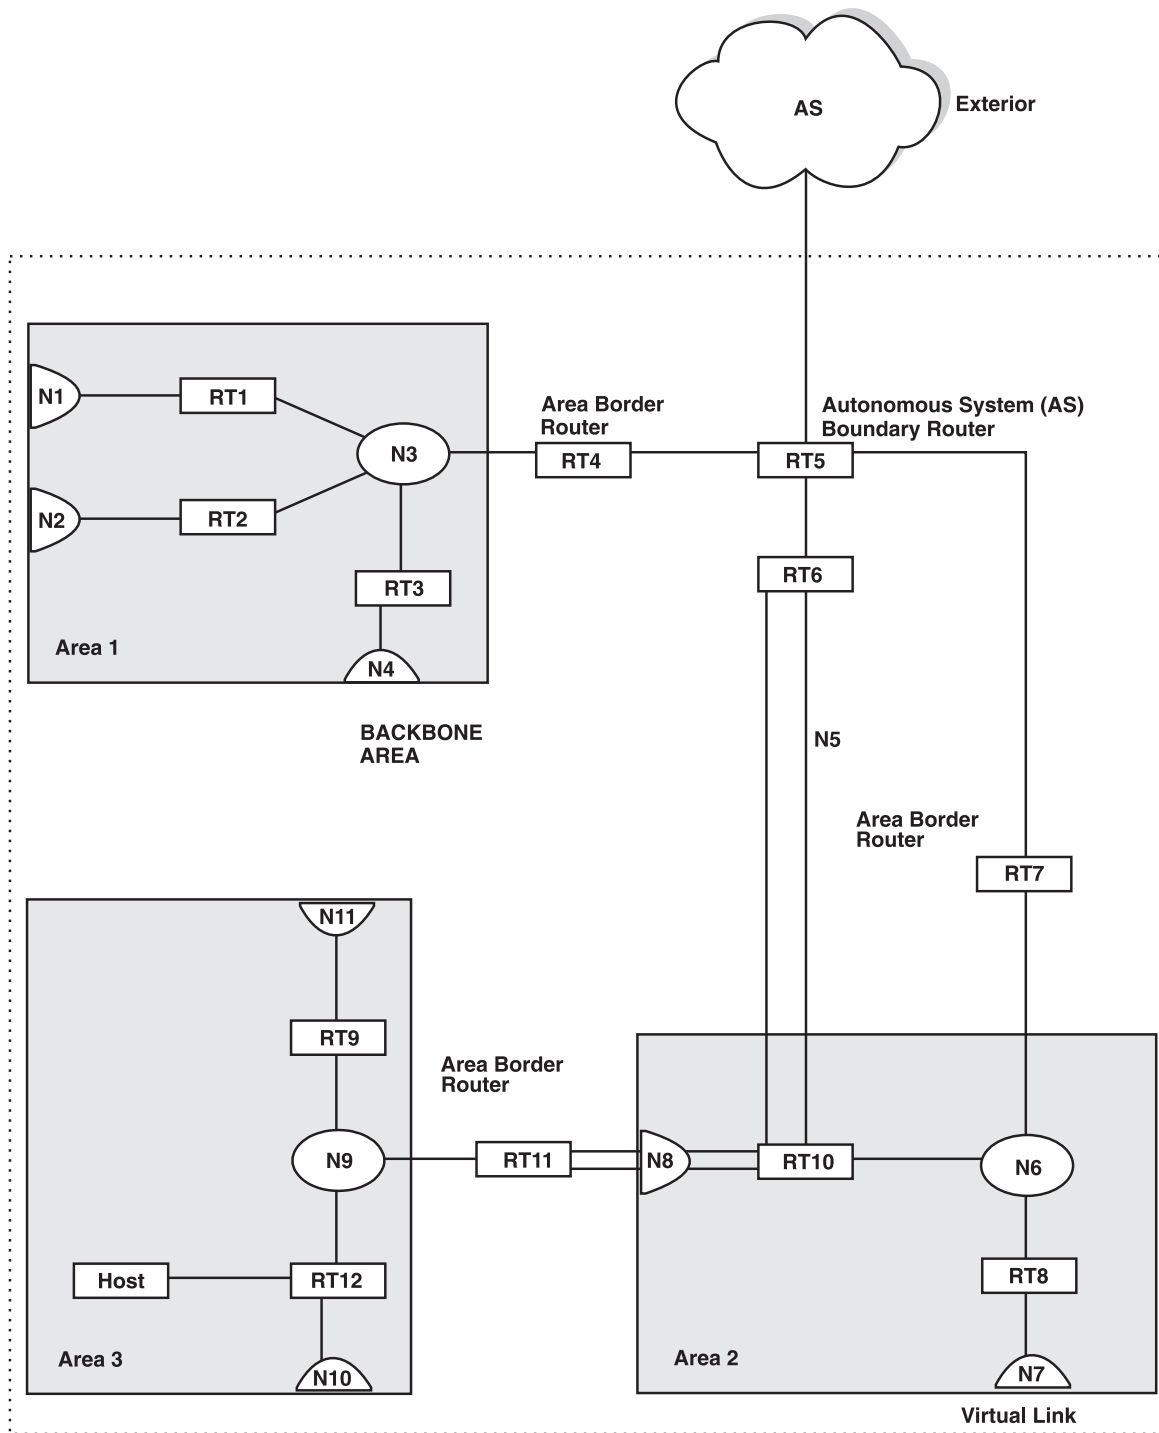 AS
Exterior
N1
RT1
N3
Area Border
Router
RT4
Autonomous System (AS)
Boundary Router
RT5
N2
RT2
RT6
RT3
Area 1
N4
BACKBONE
AREA
N5
Area Border
Router
RT7
N11
RT9
Area Border
Router
N9
RT11
N8
RT10
N6
Host
RT12
RT8
Area 3
N10
Area 2
N7
Virtual Link